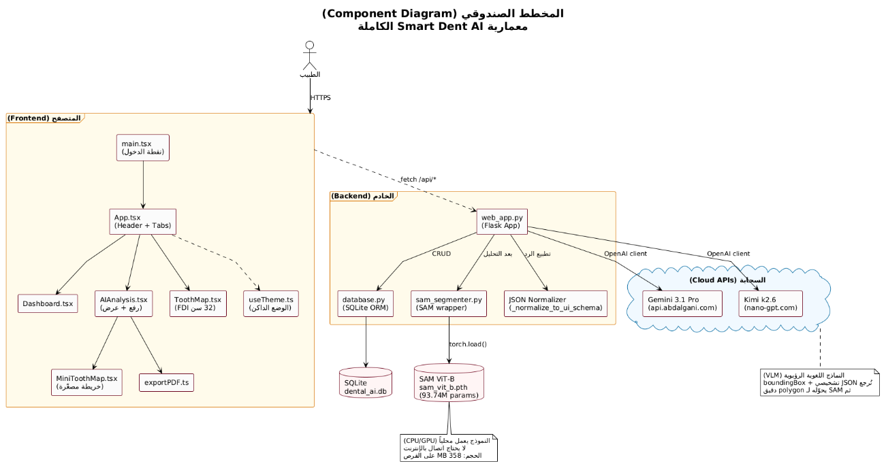 المخطط الصندوقي (Component Diagram)
معمارية Smart Dent AI الكاملة
الطبيب
HTTPS
المتصفح (Frontend)
main.tsx
(نقطة الدخول)
App.tsx
(Header + Tabs)
Dashboard.tsx
AIAnalysis.tsx
(رفع + عرض)
ToothMap.tsx
(32 سن FDI)
useTheme.ts
(الوضع الداكن)
MiniToothMap.tsx
(خريطة مصغّرة)
exportPDF.ts
fetch /api/*
الخادم (Backend)
web_app.py
(Flask App)
CRUD
بعد التحليل
تطبيع الرد
OpenAI client
OpenAI client
database.py
(SQLite ORM)
sam_segmenter.py
(SAM wrapper)
JSON Normalizer
(_normalize_to_ui_schema)
torch.load()
SQLite
dental_ai.db
SAM ViT-B
sam_vit_b.pth
(93.74M params)
النموذج يعمل محلياً (CPU/GPU)
لا يحتاج اتصال بالإنترنت
الحجم: 358 MB على القرص
السحابة (Cloud APIs)
Gemini 3.1 Pro
(api.abdalgani.com)
Kimi k2.6
(nano-gpt.com)
النماذج اللغوية الرؤيوية (VLM)
تُرجع JSON تشخيصي + boundingBox
ثم SAM يحوّله لـ polygon دقيق